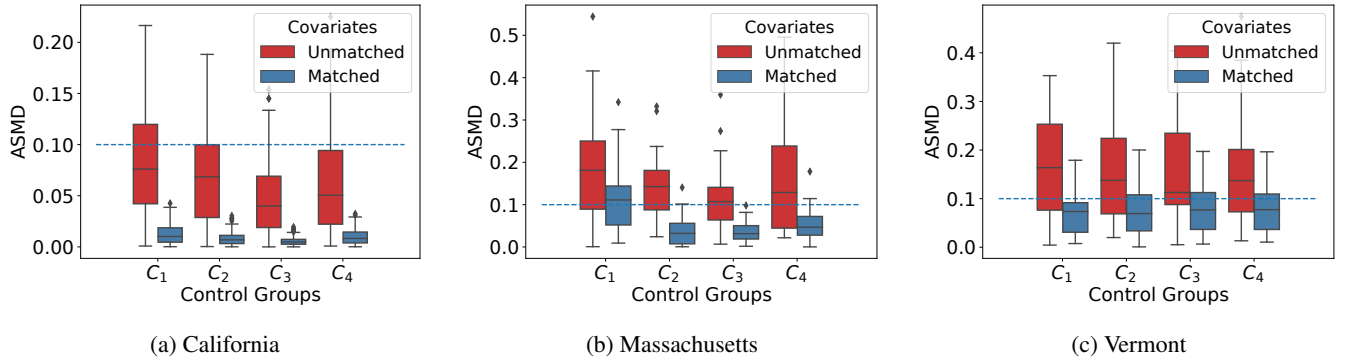 Covariates
Unmatched
Matched
0.20
0.15
0.10
0.05
0.00
ASMD
C1 C2 C3 C4
Control Groups
(a) California
Covariates
Unmatched
Matched
0.5
0.4
0.3
0.2
0.1
0.0
ASMD
C1 C2 C3 C4
Control Groups
(b) Massachusetts
Covariates
Unmatched
Matched
0.4
0.3
0.2
0.1
0.0
ASMD
C1 C2 C3 C4
Control Groups
(c) Vermont